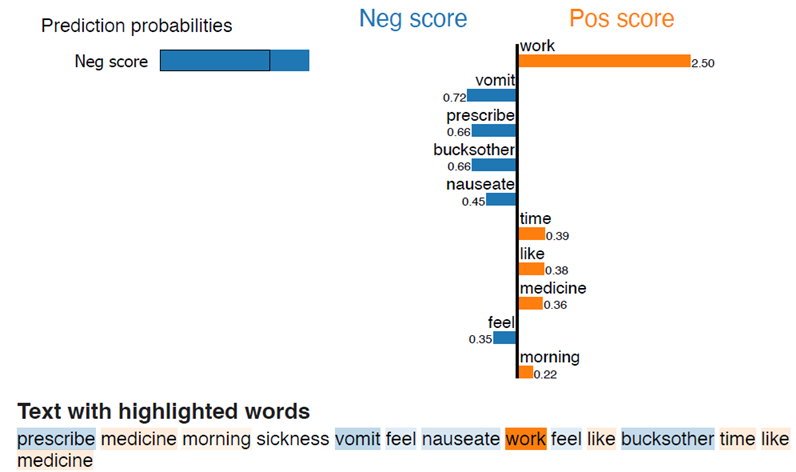 Prediction probabilities
Neg score
Neg score Pos score
work
2.50
vomit
0.72
prescribe
0.66
bucksother
0.66
nauseate
0.45
time
0.39
like
0.38
medicine
0.36
feel
0.35
morning
0.22
Text with highlighted words
prescribe medicine morning sickness vomit feel nauseate work feel like bucksother time like
medicine